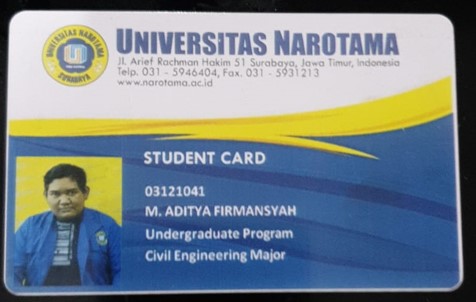 UNIVERSITAS NAROTAMA
SURABAYA
UNIVERSITAS NAROTAMA
Jl. Arief Rachman Hakim 51 Surabaya, Jawa Timur, Indonesia
Telp. 031 - 5946404, Fax. 031 - 5931213
www.narotama.ac.id
STUDENT CARD
03121041
M. ADITYA FIRMANSYAH
Undergraduate Program
Civil Engineering Major